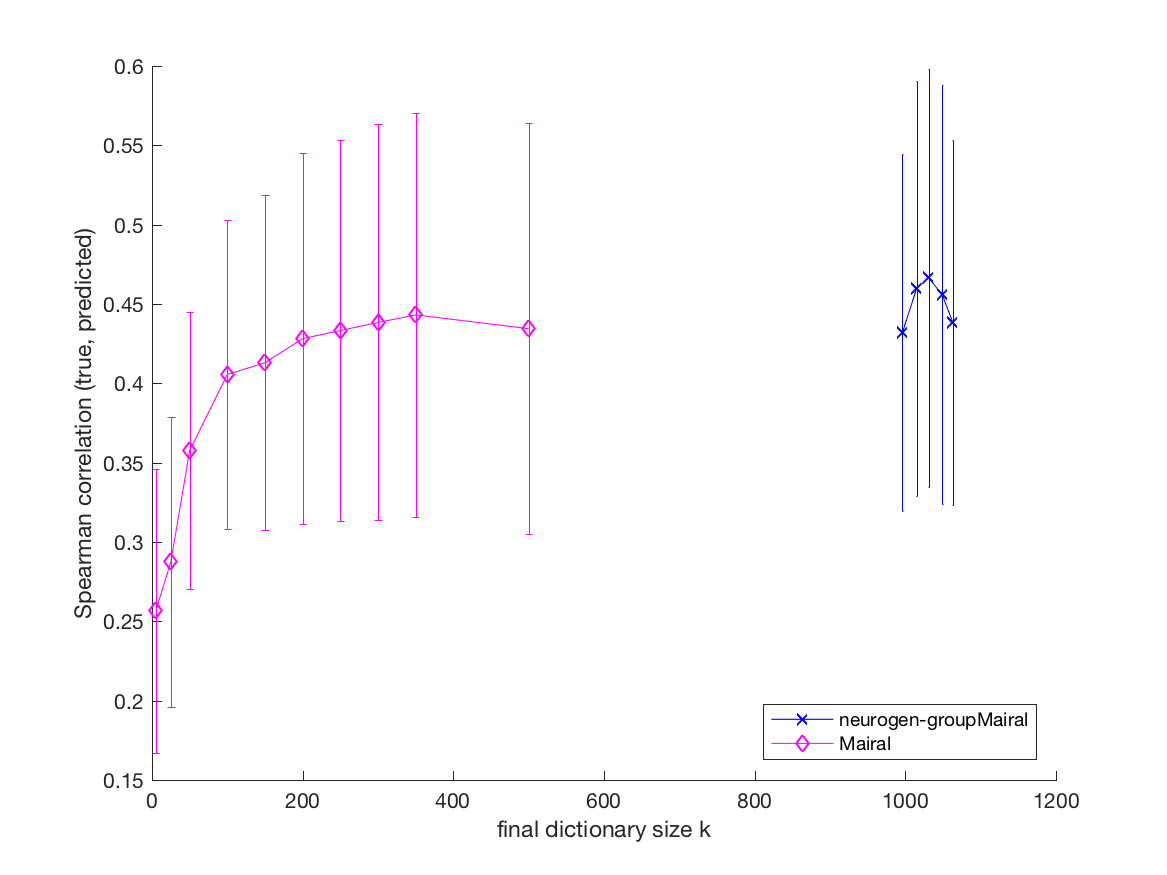 0.6
0.55
0.5
0.45
0.4
0.35
0.3
0.25
0.2
0.15
Spearman correlation (true, predicted)
0 200 400 600 800 1000 1200
final dictionary size k
neurogen-groupMairal
Mairal